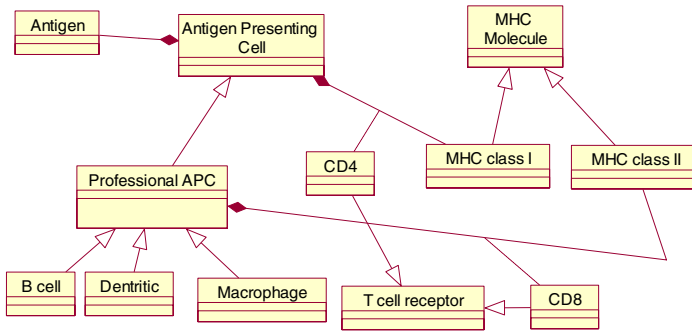 Antigen
Antigen Presenting
Cell
MHC
Molecule
CD4
MHC class I
MHC class II
Professional APC
B cell
Dentritic
Macrophage
T cell receptor
CD8